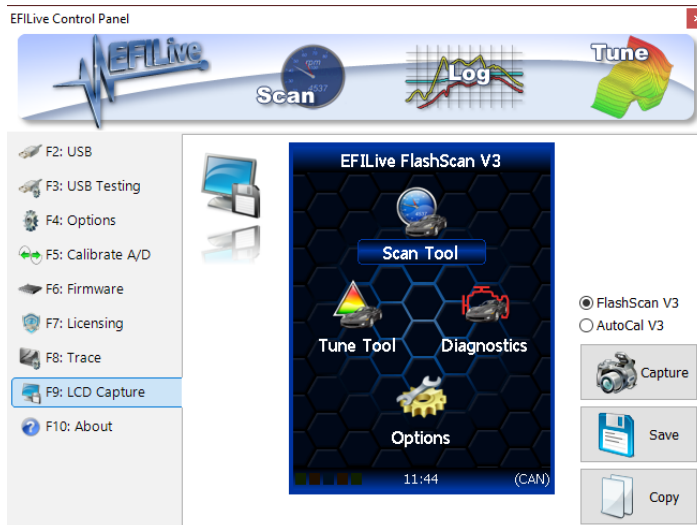 EFILive Control Panel
EFILive
rpm
4537
Scan
Log
Tune
F2: USB
F3: USB Testing
F4: Options
F5: Calibrate A/D
F6: Firmware
F7: Licensing
F8: Trace
F9: LCD Capture
F10: About
EFILive FlashScan V3
4537
Scan Tool
Tune Tool
Diagnostics
Options
11:44
(CAN)
FlashScan V3
AutoCal V3
Capture
Save
Copy